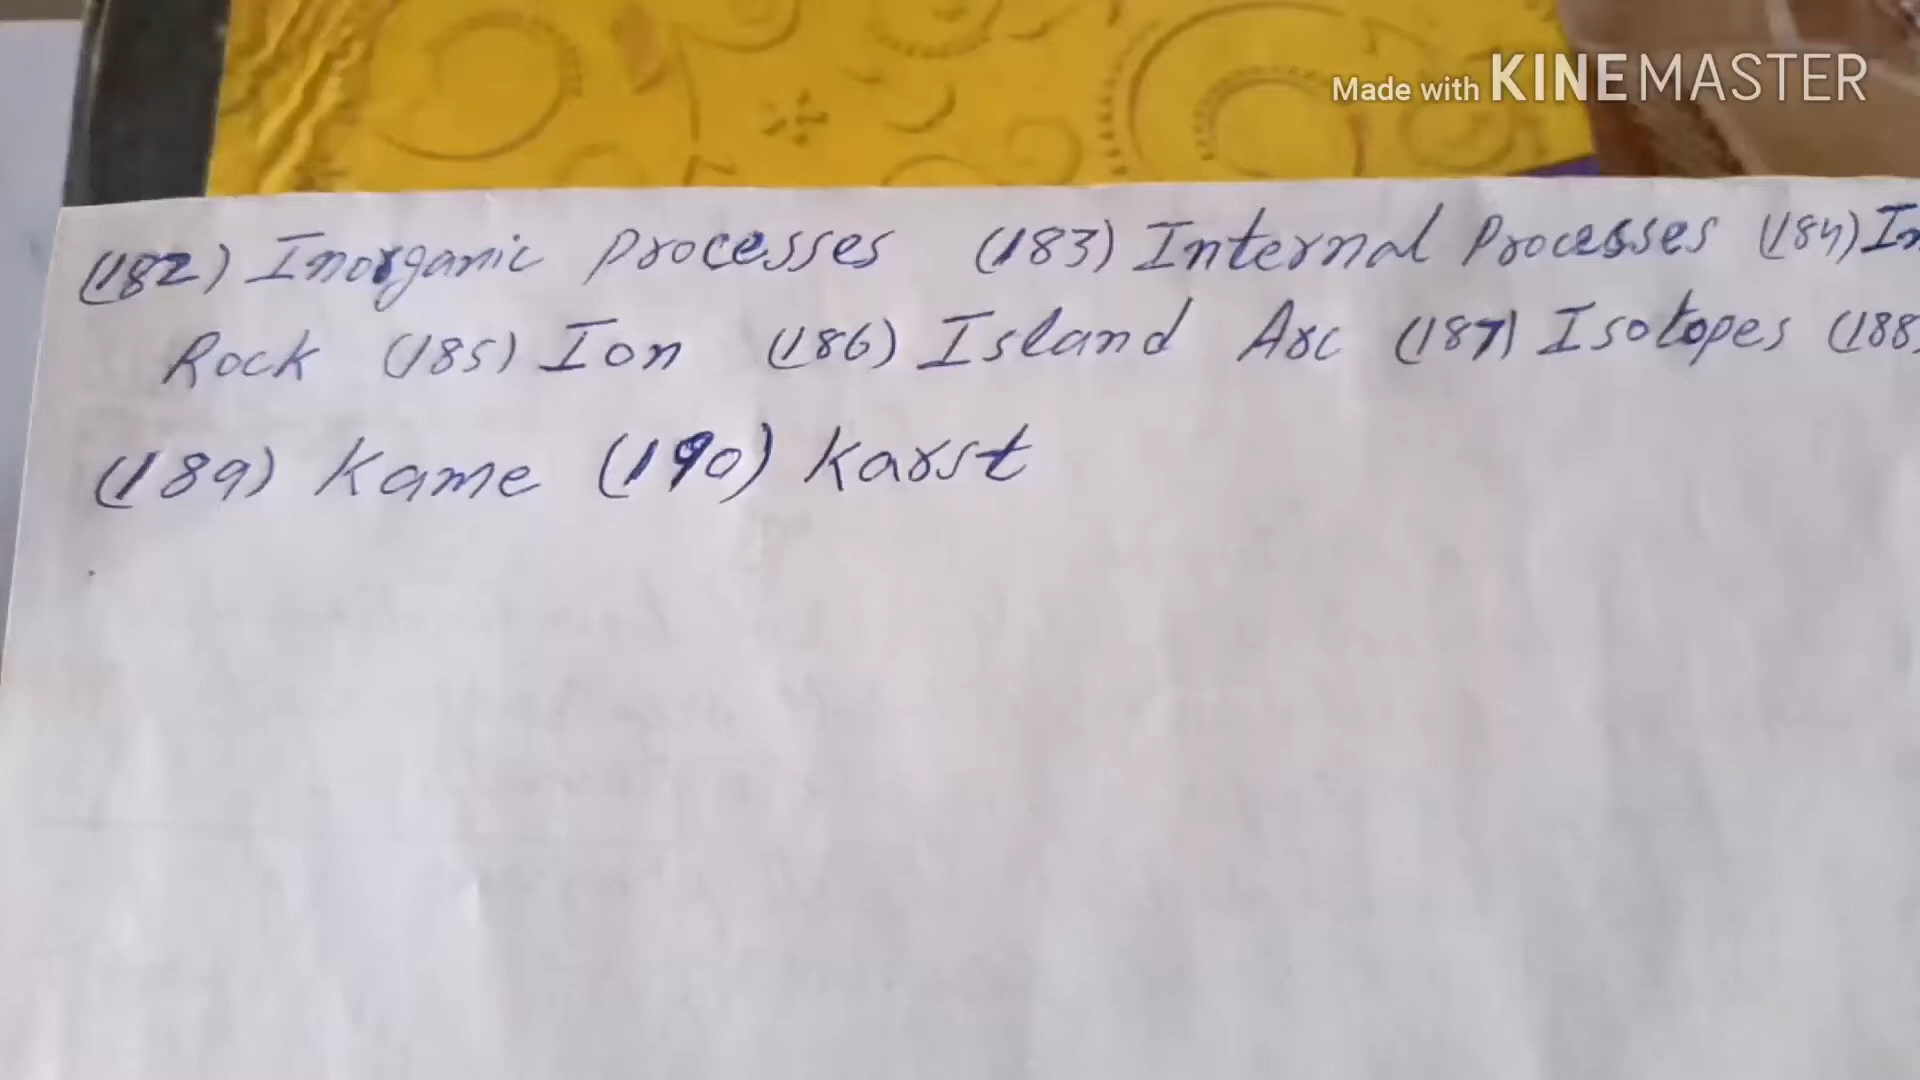 Made with KINEMASTER
(182) Inorganic processes (183) Internal Processes (184)
Rock (185) Ion (186) Island Arc (187) Isotopes (188)
(189) Kame (190) Karst